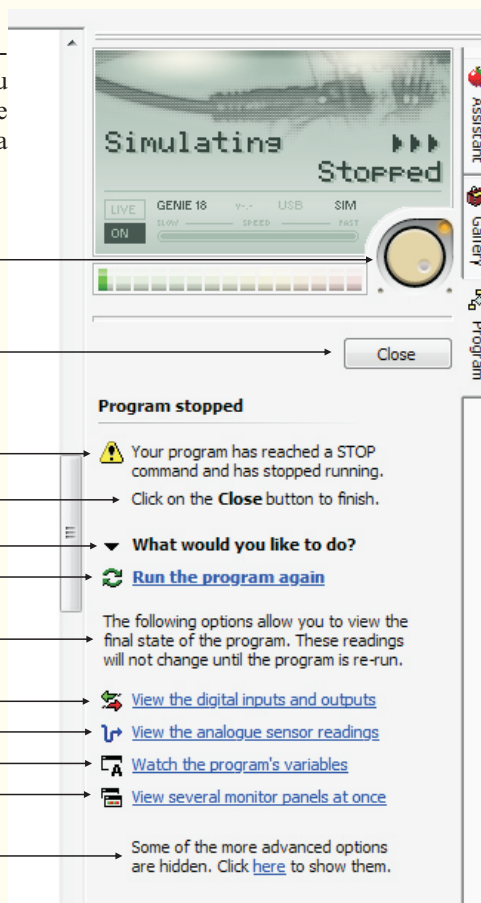 u
e
a
Simulating
Stopped
LIVE GENIE 18 v-.- USB SIM
ON SLOW SPEED FAST
Assistant
Gallery
Program
Close
Program stopped
Your program has reached a STOP
command and has stopped running.
Click on the Close button to finish.
What would you like to do?
Run the program again
The following options allow you to view the
final state of the program. These readings
will not change until the program is re-run.
View the digital inputs and outputs
View the analogue sensor readings
A Watch the program's variables
View several monitor panels at once
Some of the more advanced options
are hidden. Click here to show them.